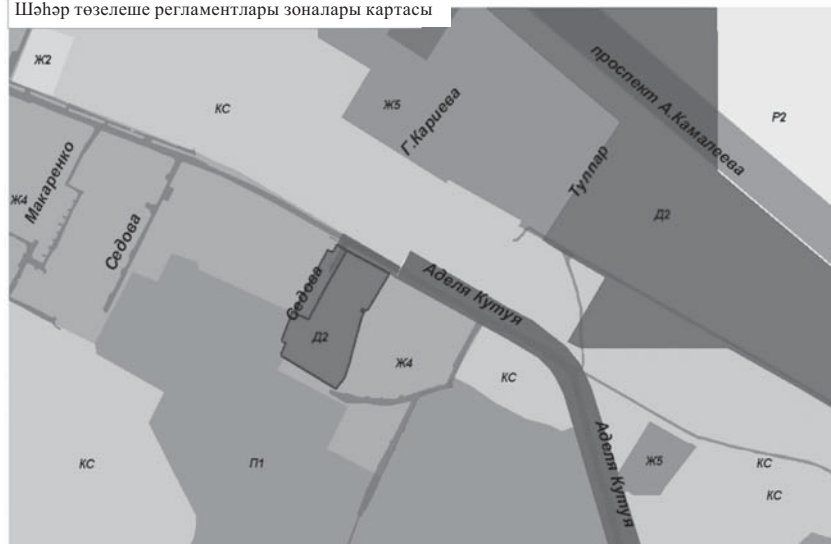 Шәһәр төзелеше регламентлары зоналары картасы
Ж2
КС
Ж5
Г.Кариева
проспект А.Камалеева
Р2
Тулпар
Д2
Макаренко
Ж4
Седова
Седова
Д2
Аделя Кутуя
Ж4
КС
Аделя Кутуя
Ж5
КС
КС
КС
П1